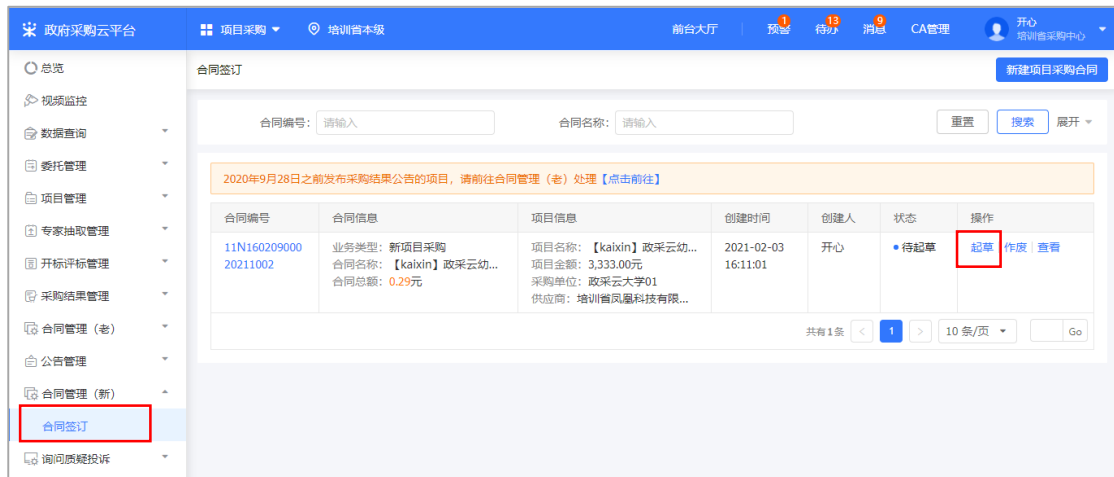 政府采购云平台
项目采购
培训省本级
前台大厅
预警
1
待办
13
消息
9
CA管理
开心
培训省采购中心
总览
视频监控
数据查询
委托管理
项目管理
专家抽取管理
开标评标管理
采购结果管理
合同管理（老）
公告管理
合同管理（新）
合同签订
询问质疑投诉
合同签订
新建项目采购合同
合同编号： 请输入
合同名称： 请输入
重置
搜索
展开
2020年9月28日之前发布采购结果公告的项目，请前往合同管理（老）处理【点击前往】
合同编号 合同信息 项目信息 创建时间 创建人 状态 操作
11N160209000
20211002
业务类型：新项目采购
合同名称：【kaixin】政采云幼...
合同总额：0.29元
项目名称：【kaixin】政采云幼...
项目金额：3,333.00元
采购单位：政采云大学01
供应商：培训省凤凰科技有限...
2021-02-03
16:11:01
开心
待起草
起草 作废 查看
共有1条 < 1 > 10 条/页 Go